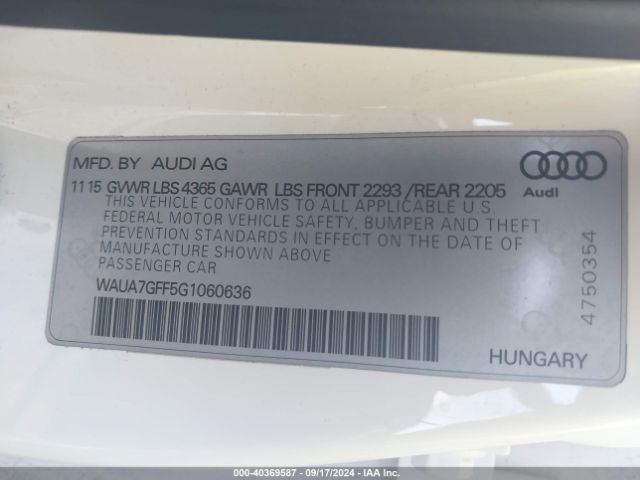 MFD. BY AUDI AG
Audi
11 15 GVWR LBS 4365 GAWR LBS FRONT 2293 /REAR 2205
THIS VEHICLE CONFORMS TO ALL APPLICABLE U.S.
FEDERAL MOTOR VEHICLE SAFETY, BUMPER AND THEFT
PREVENTION STANDARDS IN EFFECT ON THE DATE OF
MANUFACTURE SHOWN ABOVE
PASSENGER CAR
WAUA7GFF5G1060636
4750354
HUNGARY
000-40369587 - 09/17/2024 - IAA Inc.